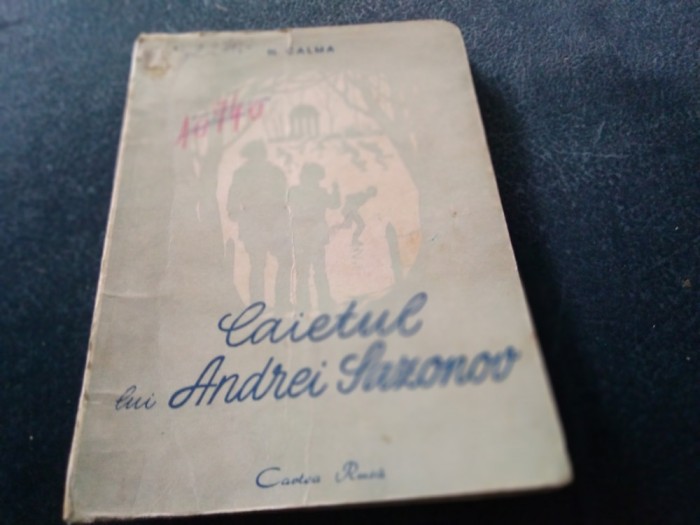 N. CALMA
Caietul
lui Andrei Sazonov
Cartea Rusă